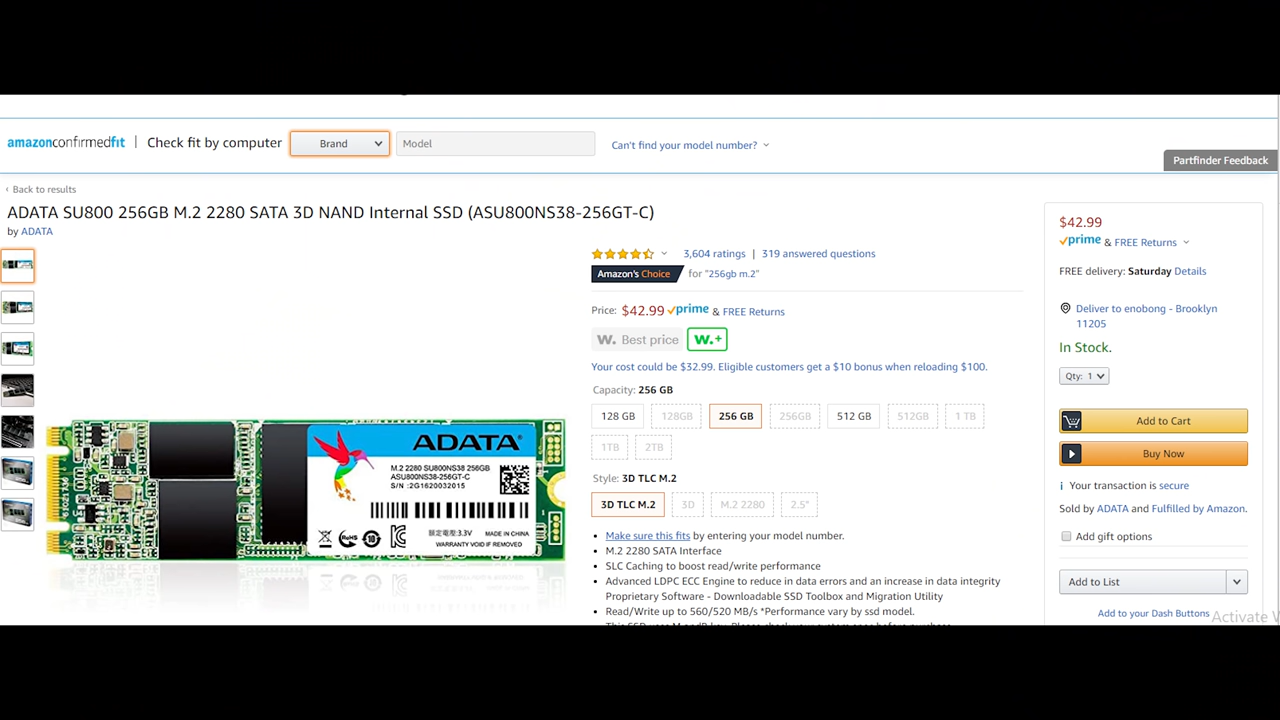 amazonconfirmedfit | Check fit by computer Brand Model Can't find your model number?
Partfinder Feedback
‹ Back to results
ADATA SU800 256GB M.2 2280 SATA 3D NAND Internal SSD (ASU800NS38-256GT-C)
by ADATA
3,604 ratings | 319 answered questions
Amazon's Choice for "256gb m.2"
Price: $42.99 prime & FREE Returns
W. Best price W.+
Your cost could be $32.99. Eligible customers get a $10 bonus when reloading $100.
Capacity: 256 GB
128 GB 128GB 256 GB 256GB 512 GB 512GB 1 TB
1TB 2TB
Style: 3D TLC M.2
3D TLC M.2 3D M.2 2280 2.5"
• Make sure this fits by entering your model number.
• M.2 2280 SATA Interface
• SLC Caching to boost read/write performance
• Advanced LDPC ECC Engine to reduce in data errors and an increase in data integrity
Proprietary Software - Downloadable SSD Toolbox and Migration Utility
• Read/Write up to 560/520 MB/s *Performance vary by ssd model.
ADATA
M.2 2280 SU800NS38 256GB
ASU800NS38-256GT-C
S/N :2G1620032015
RoHS
額定電壓:3.3V
MADE IN CHINA
WARRANTY VOID IF REMOVED
$42.99
prime & FREE Returns
FREE delivery: Saturday Details
Deliver to enobong - Brooklyn
11205
In Stock.
Qty: 1
Add to Cart
Buy Now
Your transaction is secure
Sold by ADATA and Fulfilled by Amazon.
Add gift options
Add to List
Add to your Dash Buttons
Activate W